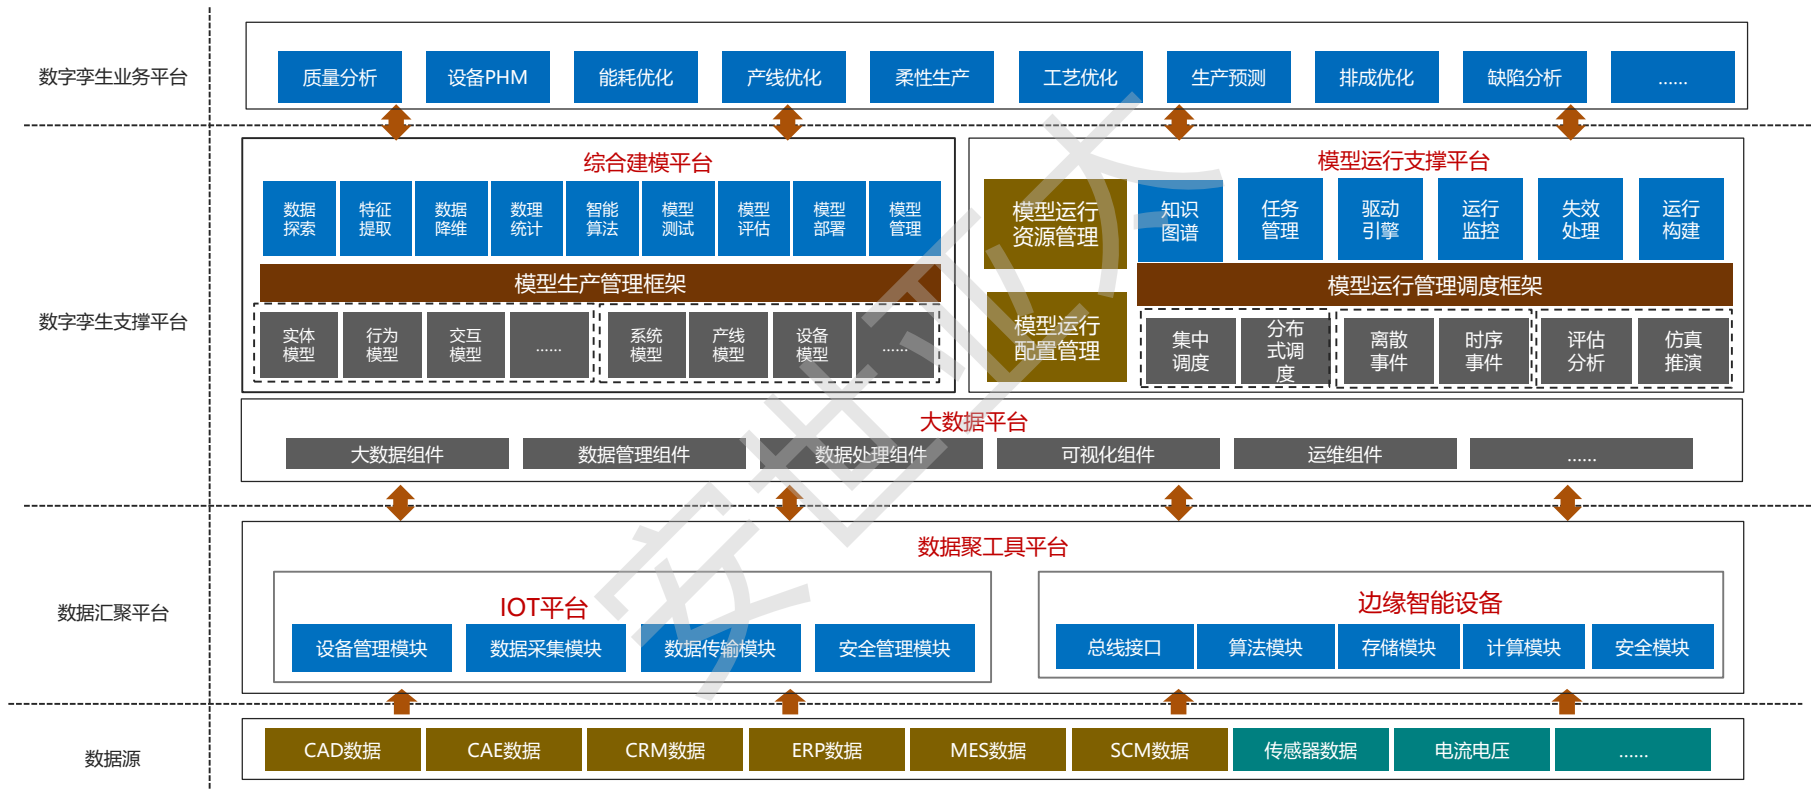 数字孪生业务平台
质量分析
设备PHM
能耗优化
产线优化
柔性生产
工艺优化
生产预测
排成优化
缺陷分析
......
数字孪生支撑平台
综合建模平台
数据
探索
特征
提取
数据
降维
数理
统计
智能
算法
模型
测试
模型
评估
模型
部署
模型
管理
模型生产管理框架
实体
模型
行为
模型
交互
模型
......
系统
模型
产线
模型
设备
模型
......
模型运行支撑平台
模型运行
资源管理
模型运行
配置管理
知识
图谱
任务
管理
驱动
引擎
运行
监控
失效
处理
运行
构建
模型运行管理调度框架
集中
调度
分布
式调
度
离散
事件
时序
事件
评估
分析
仿真
推演
大数据平台
大数据组件
数据管理组件
数据处理组件
可视化组件
运维组件
......
数据汇聚平台
数据聚工具平台
IOT平台
设备管理模块
数据采集模块
数据传输模块
安全管理模块
边缘智能设备
总线接口
算法模块
存储模块
计算模块
安全模块
数据源
CAD数据
CAE数据
CRM数据
ERP数据
MES数据
SCM数据
传感器数据
电流电压
......
安世亚太